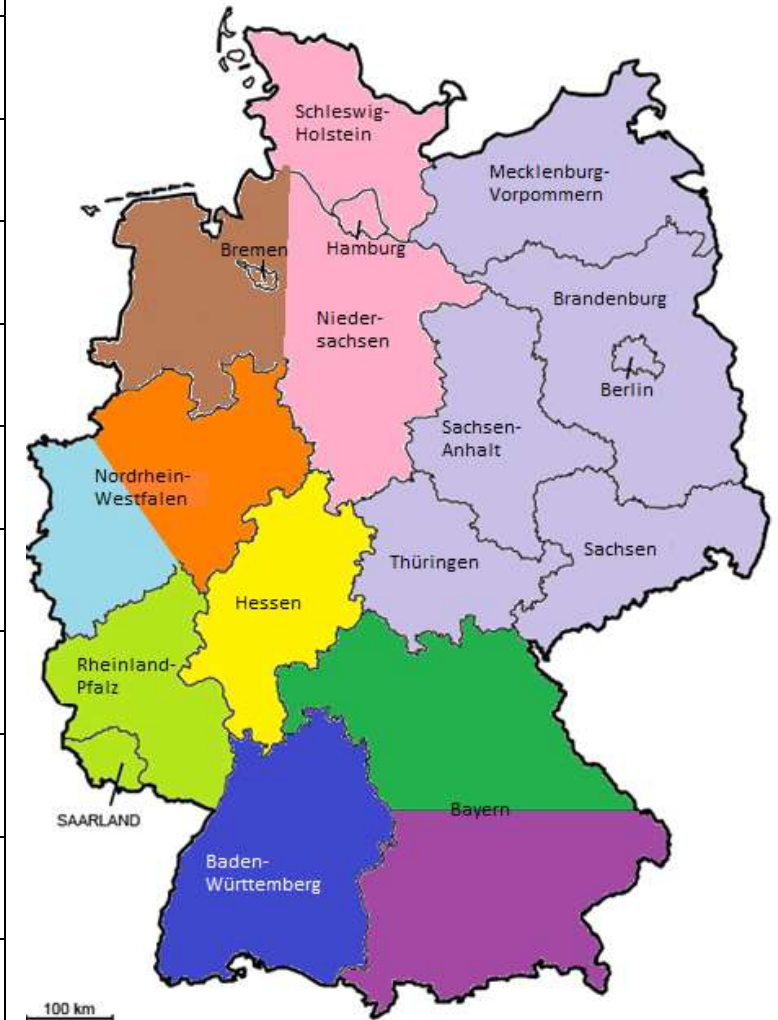 Schleswig-
Holstein
Mecklenburg-
Vorpommern
Bremen
Hamburg
Brandenburg
Nieder-
sachsen
Berlin
Sachsen-
Anhalt
Nordrhein-
Westfalen
Sachsen
Thüringen
Hessen
Rheinland-
Pfalz
SAARLAND
Bayern
Baden-
Württemberg
100 km